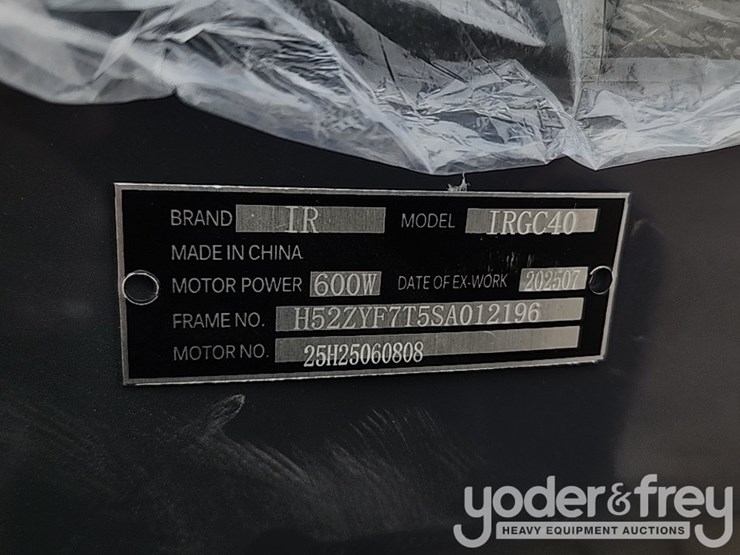 BRAND IR MODEL IRGC40
MADE IN CHINA
MOTOR POWER 600W DATE OF EX-WORK 202507
FRAME NO. H52ZYF7T5SA012196
MOTOR NO. 25H25060808
yoder&frey
HEAVY EQUIPMENT AUCTIONS